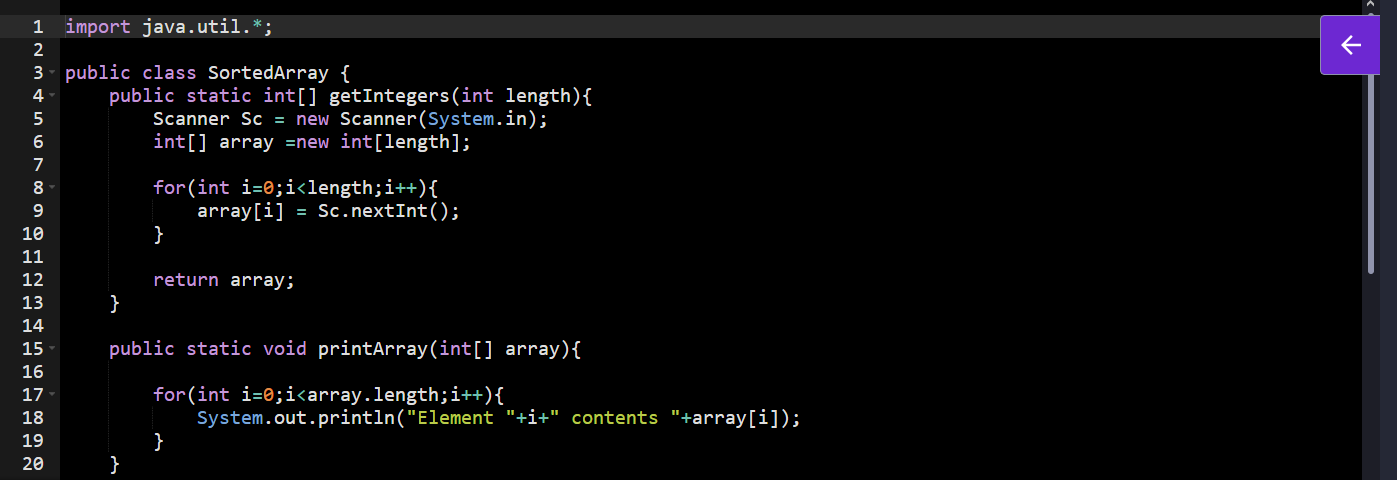 1 import java.util.*;
2
3 public class SortedArray {
4     public static int[] getIntegers(int length){
5         Scanner Sc = new Scanner(System.in);
6         int[] array =new int[length];
7
8         for(int i=0;i<length;i++){
9             array[i] = Sc.nextInt();
10         }
11
12         return array;
13     }
14
15     public static void printArray(int[] array){
16
17         for(int i=0;i<array.length;i++){
18             System.out.println("Element "+i+" contents "+array[i]);
19         }
20     }